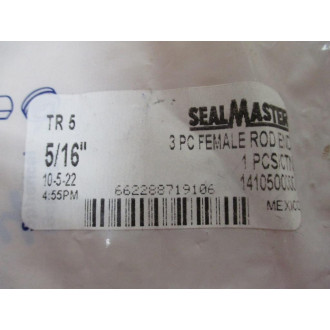 SEALMASTER
TR 5
3 PC FEMALE ROD END
5/16"
1 PCS/CTN
10-5-22
4:55PM
662288719106
MEXICO